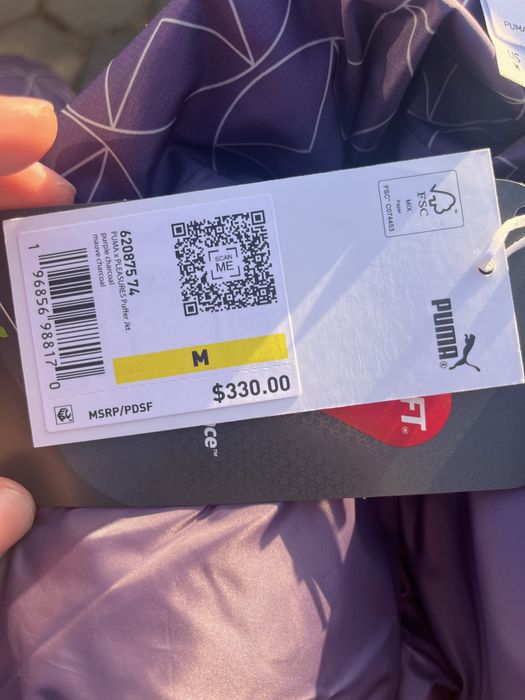 620875 74
PUMA x PLEASURES Puffer Jkt.
purple charcoal
mauve charcoal
SCAN
ME
1 96856 98817 0
M
$330.00
MSRP/PDSF
FSC
MIX
Paper
FSC® C074453
PUMA®
FT®
ce™
PUMA
US